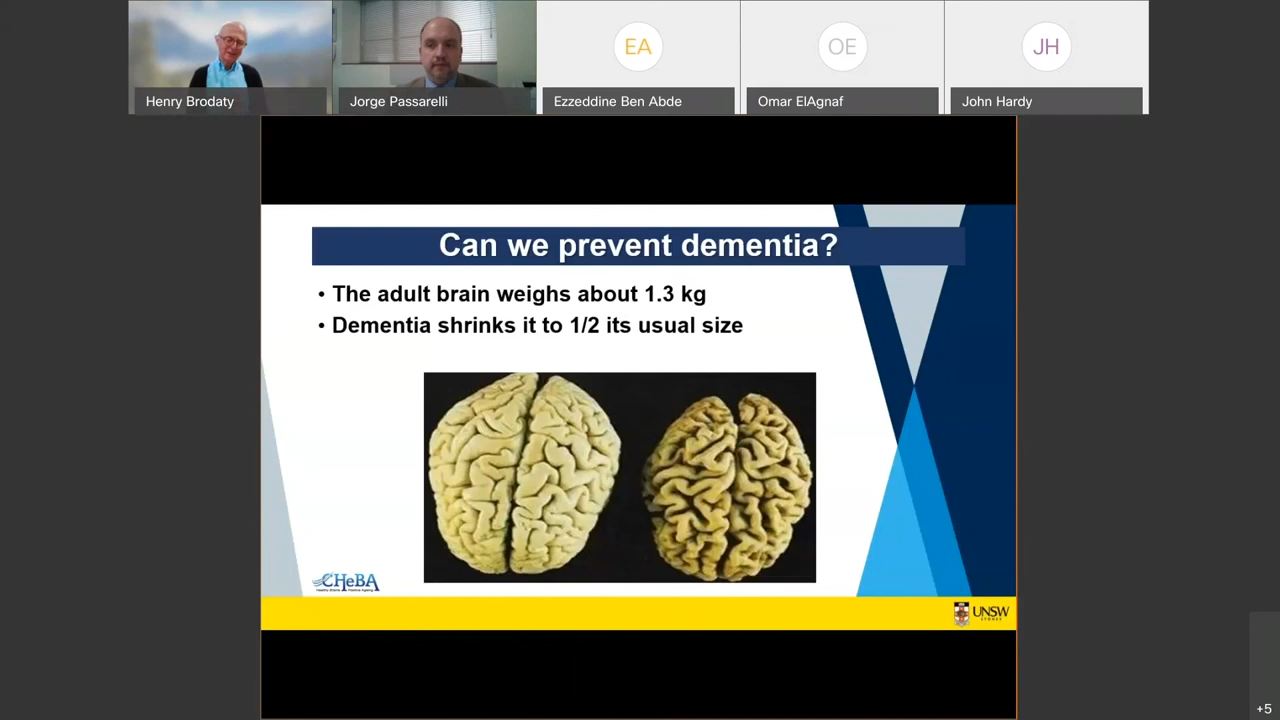 EA
OE
JH
Henry Brodaty
Jorge Passarelli
Ezzeddine Ben Abde
Omar ElAgnaf
John Hardy
Can we prevent dementia?
• The adult brain weighs about 1.3 kg
• Dementia shrinks it to 1/2 its usual size
CHeBA
UNSW
SYDNEY
+5